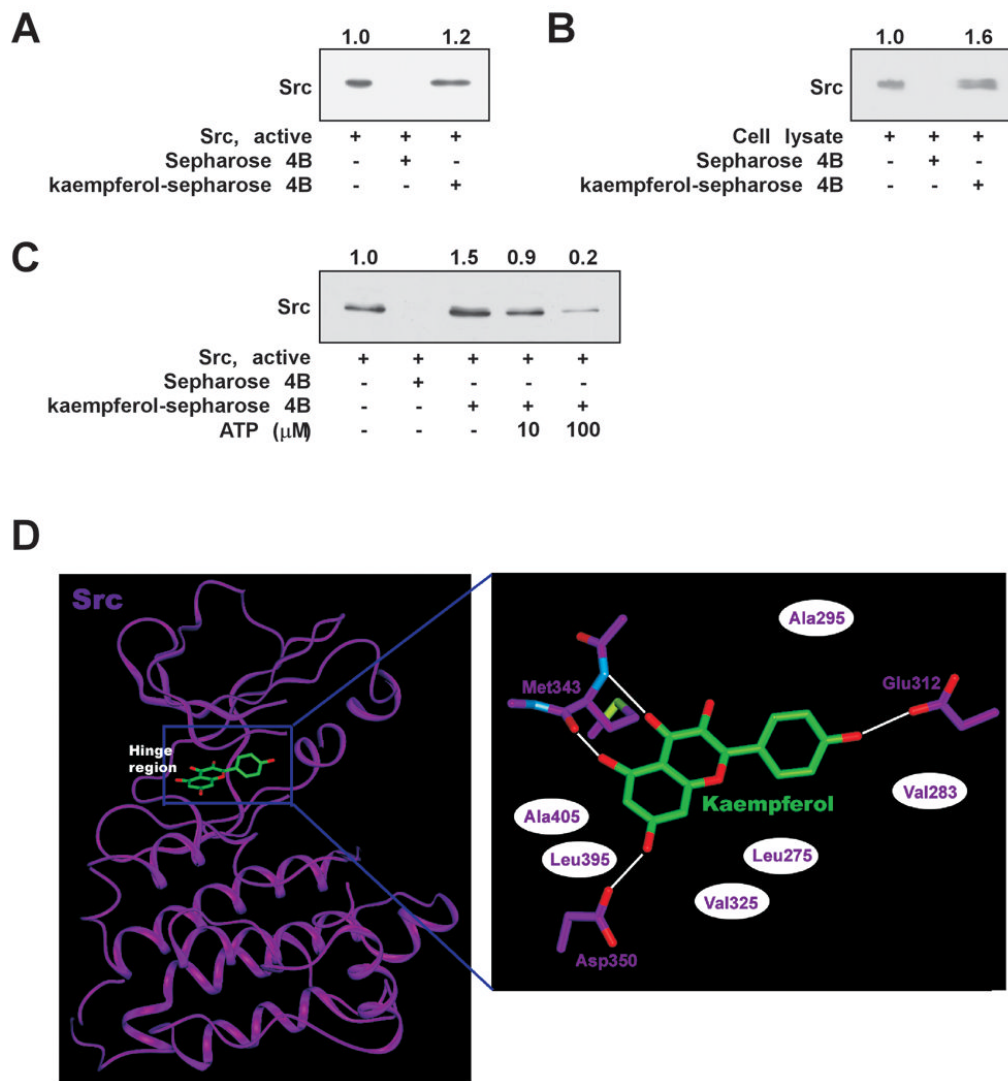 A
1.0 1.2
Src
Src, active + + +
Sepharose 4B - + -
kaempferol-sepharose 4B - - +
B
1.0 1.6
Src
Cell lysate + + +
Sepharose 4B - + -
kaempferol-sepharose 4B - - +
C
1.0 1.5 0.9 0.2
Src
Src, active + + + + +
Sepharose 4B - + - - -
kaempferol-sepharose 4B - - + + +
ATP (μM) - - - 10 100
D
Src
Hinge
region
Ala295
Met343
Glu312
Kaempferol
Val283
Ala405
Leu395
Leu275
Val325
Asp350